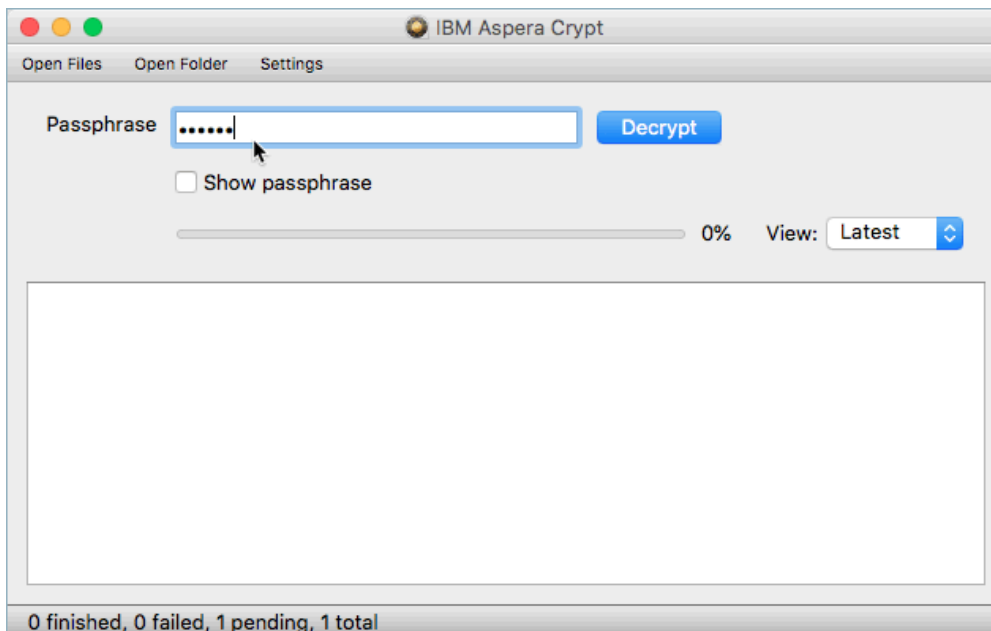 IBM Aspera Crypt
Open Files Open Folder Settings
Passphrase •••••• Decrypt
Show passphrase
0% View: Latest
0 finished, 0 failed, 1 pending, 1 total